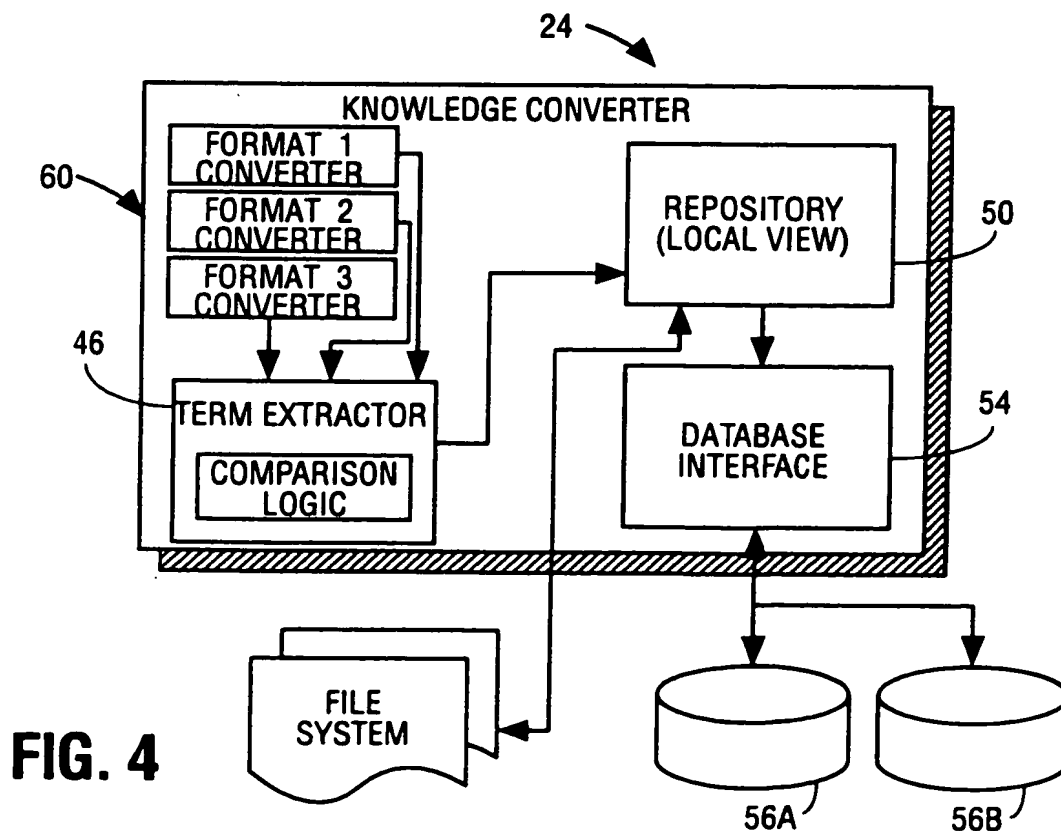 24
KNOWLEDGE CONVERTER
FORMAT 1
CONVERTER
60
FORMAT 2
CONVERTER
FORMAT 3
CONVERTER
REPOSITORY
(LOCAL VIEW)
50
46
TERM EXTRACTOR
COMPARISON
LOGIC
DATABASE
INTERFACE
54
FILE
SYSTEM
FIG. 4
56A
56B